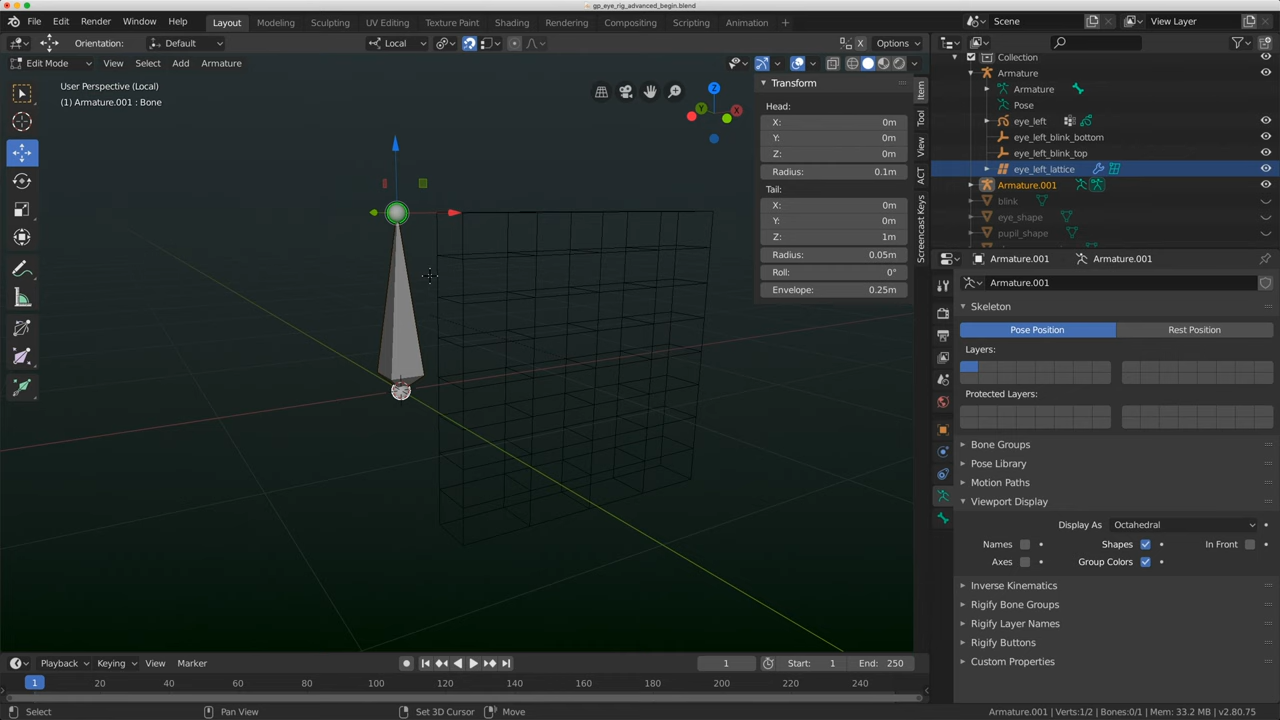 gp_eye_rig_advanced_begin.blend
File Edit Render Window Help Layout Modeling Sculpting UV Editing Texture Paint Shading Rendering Compositing Scripting Animation Scene View Layer
Orientation: Default Local X Options
Edit Mode View Select Add Armature
User Perspective (Local)
(1) Armature.001 : Bone
Z
Y
X
Transform
Head:
X: 0m
Y: 0m
Z: 0m
Radius: 0.1m
Tail:
X: 0m
Y: 0m
Z: 1m
Radius: 0.05m
Roll: 0°
Envelope: 0.25m
Item
Tool
View
ACT
Screencast Keys
Collection
Armature
Armature
Pose
eye_left
eye_left_blink_bottom
eye_left_blink_top
eye_left_lattice
Armature.001
blink
eye_shape
pupil_shape
Armature.001 Armature.001
Armature.001
Skeleton
Pose Position Rest Position
Layers:
Protected Layers:
Bone Groups
Pose Library
Motion Paths
Viewport Display
Display As Octahedral
Names Shapes In Front
Axes Group Colors
Inverse Kinematics
Rigify Bone Groups
Rigify Layer Names
Rigify Buttons
Custom Properties
Playback Keying View Marker 1 Start: 1 End: 250
1 20 40 60 80 100 120 140 160 180 200 220 240
Select Pan View Set 3D Cursor Move Armature.001 | Verts:1/2 | Bones:0/1 | Mem: 33.2 MB | v2.80.75